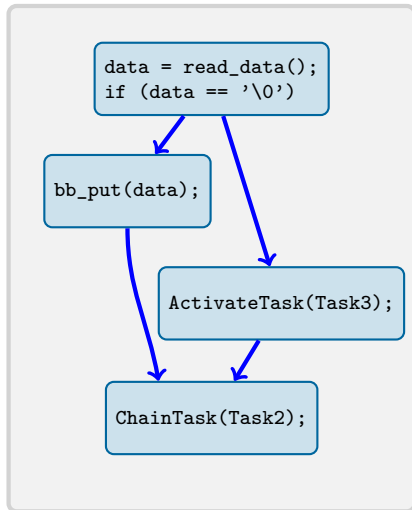 data = read_data();
if (data == '\0')
bb_put(data);
ActivateTask(Task3);
ChainTask(Task2);